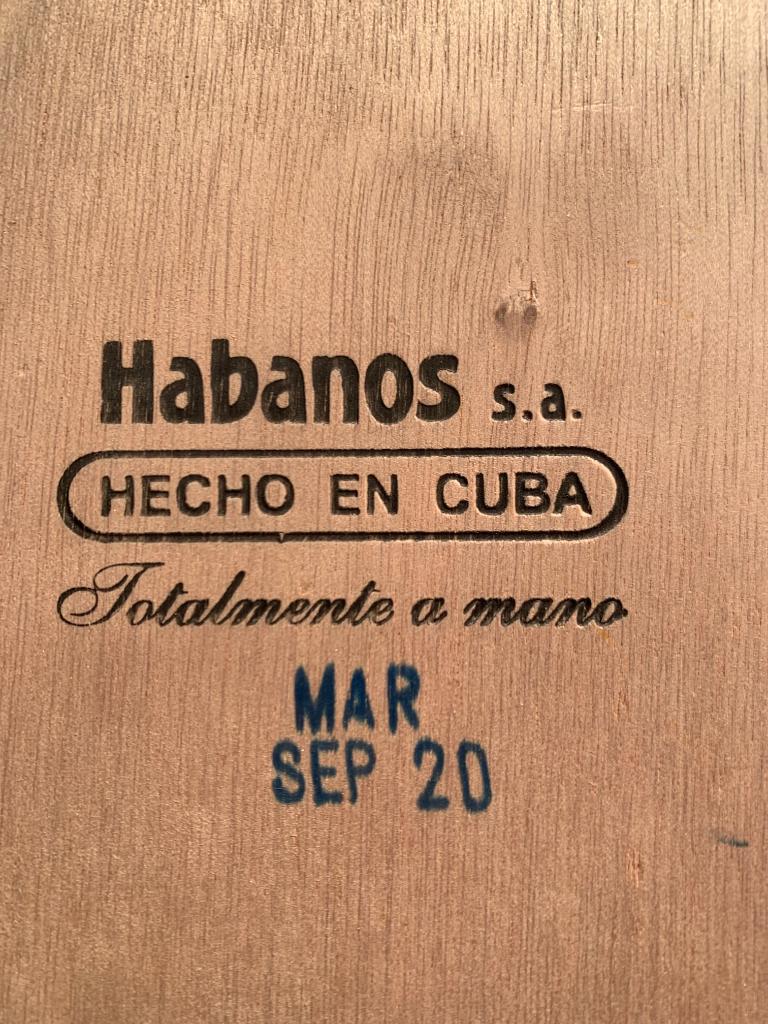 Habanos s.a.
HECHO EN CUBA
Totalmente a mano
MAR
SEP 20